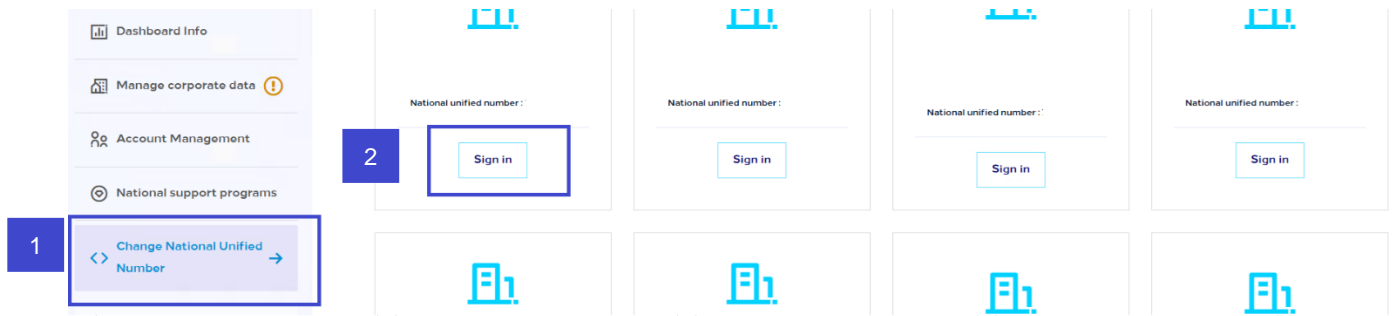 Dashboard Info
Manage corporate data
Account Management
National support programs
1
Change National Unified
Number
National unified number :
National unified number :
National unified number :
National unified number :
2
Sign in
Sign in
Sign in
Sign in